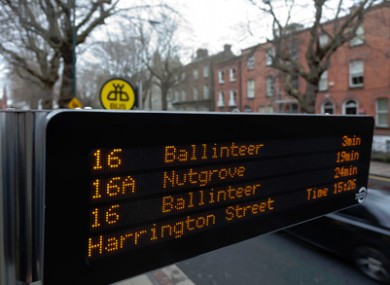 BUS
16 Ballinteer 3min
16A Nutgrove 19min
16 Ballinteer 24min
Harrington Street Time 15:26